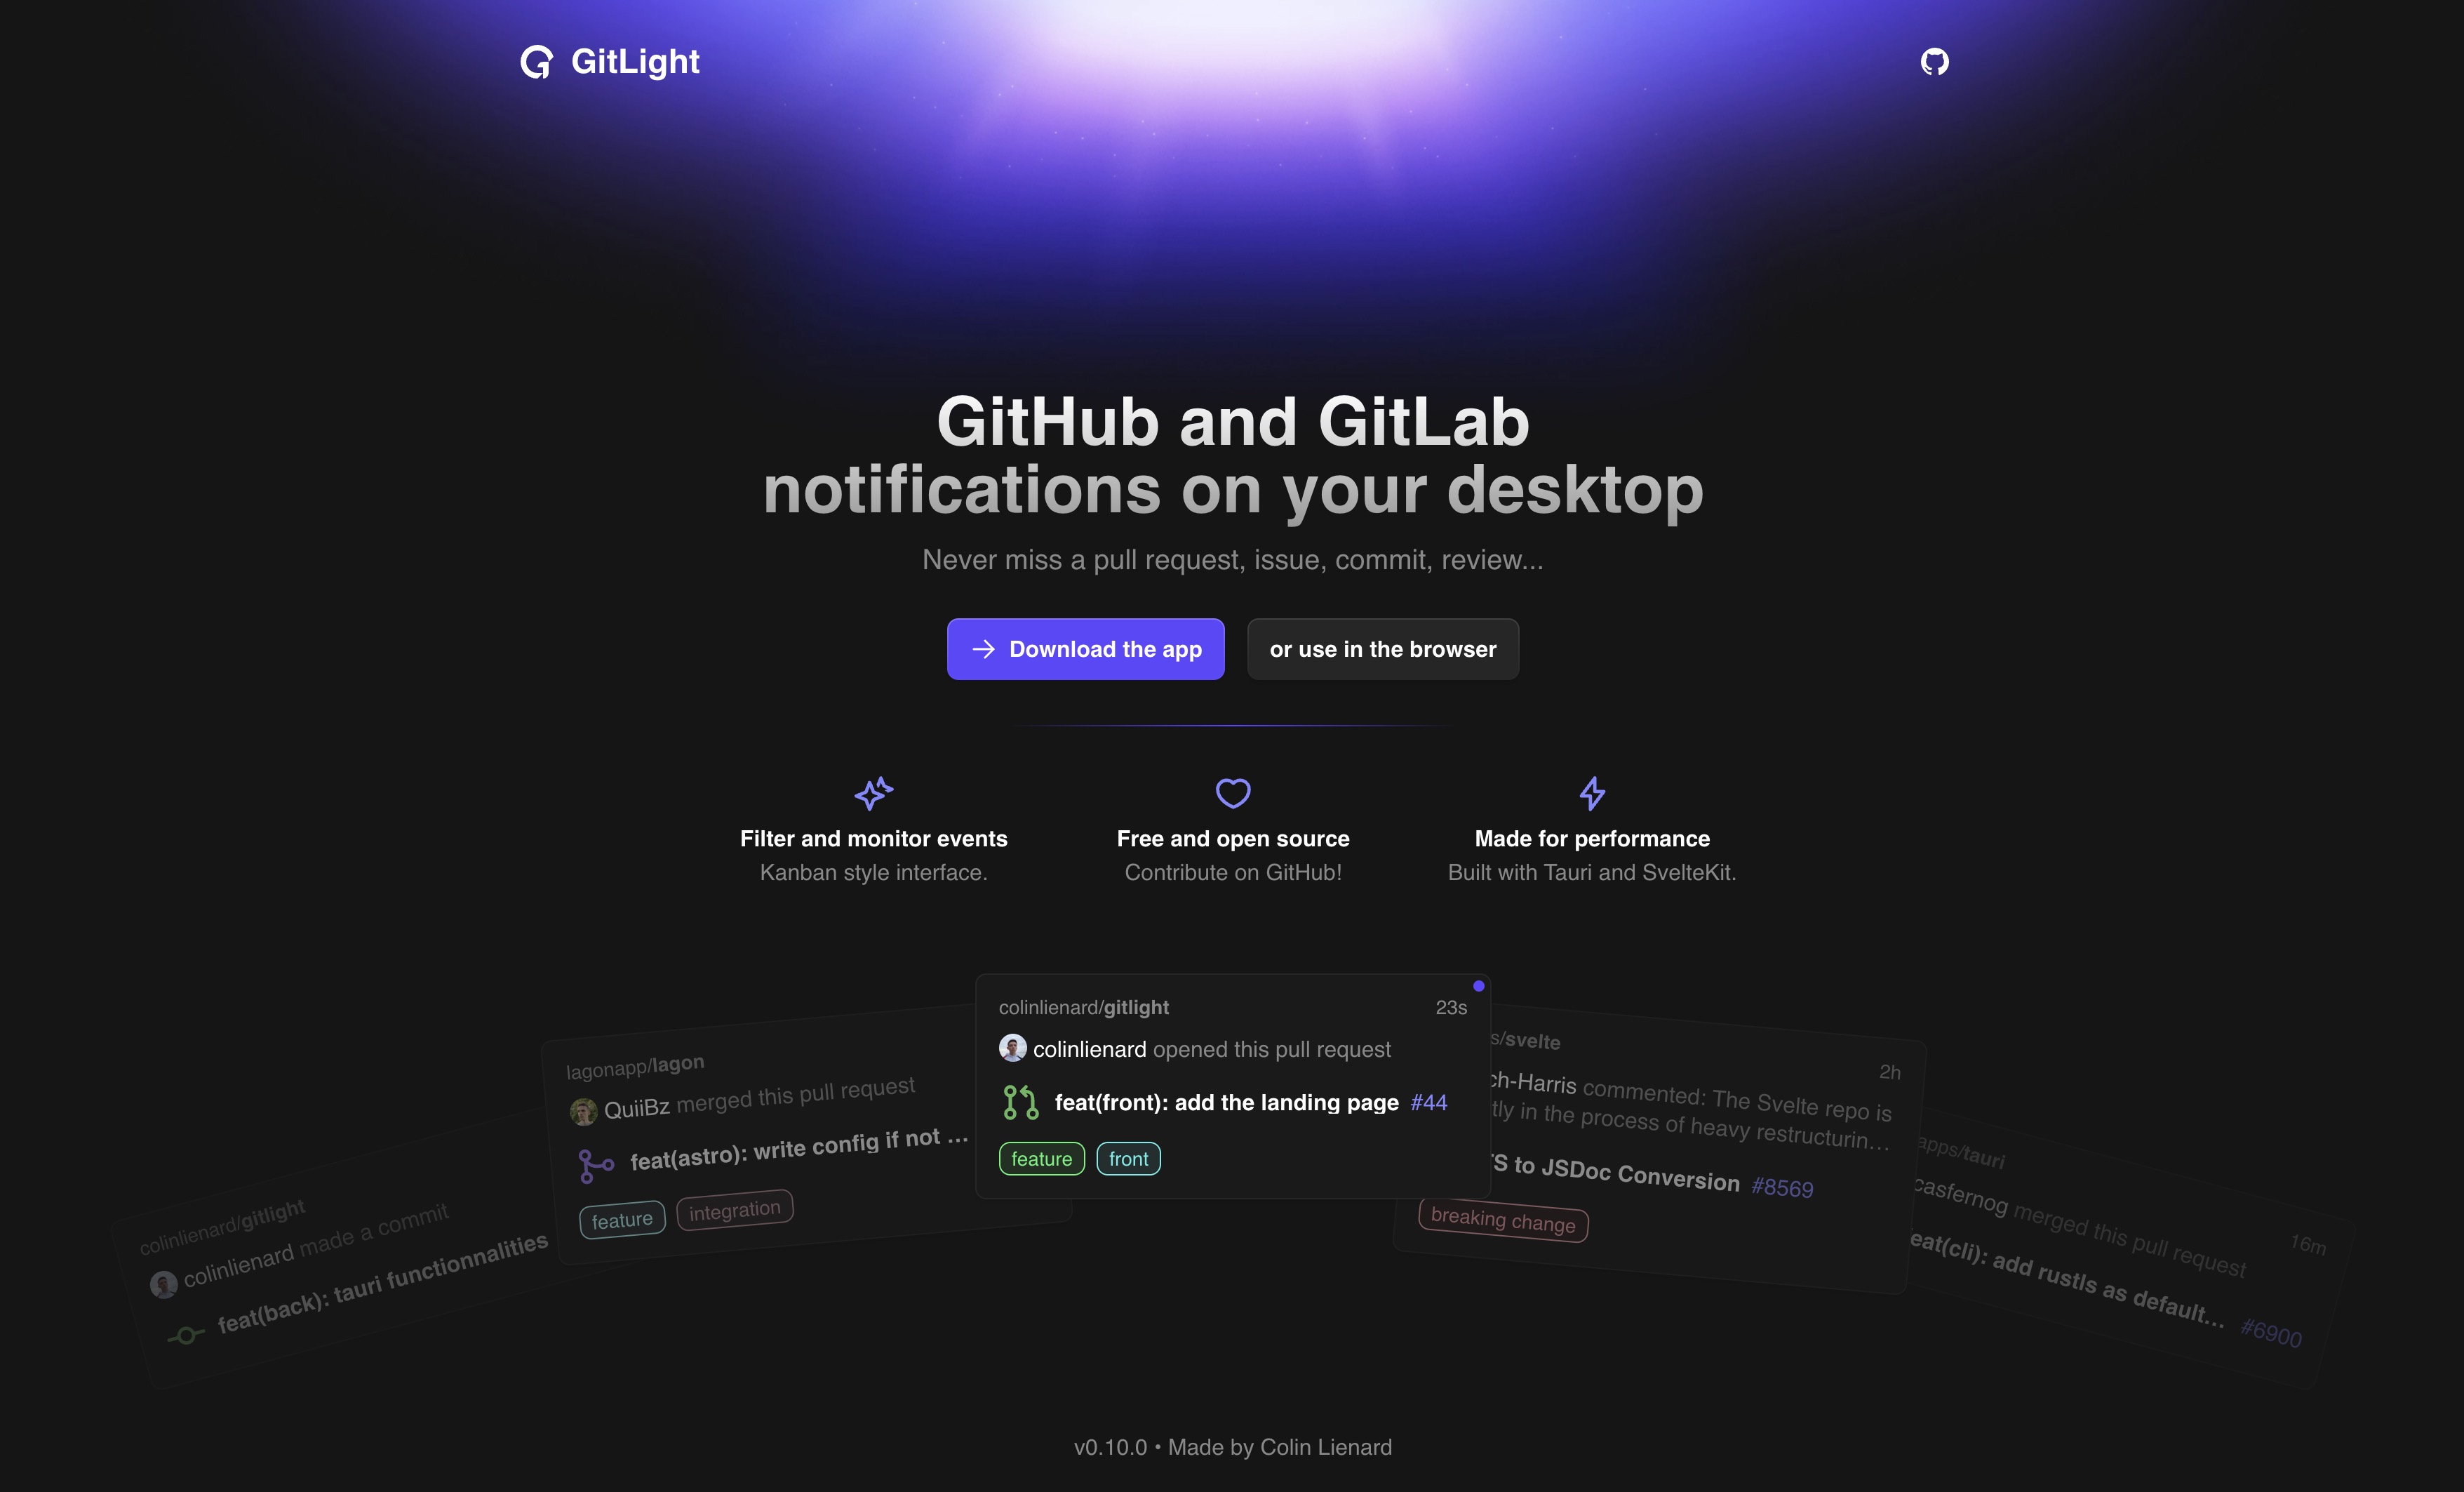 GitLight
GitHub and GitLab
notifications on your desktop
Never miss a pull request, issue, commit, review...
Download the app
or use in the browser
Filter and monitor events
Kanban style interface.
Free and open source
Contribute on GitHub!
Made for performance
Built with Tauri and SvelteKit.
colinlienard/gitlight
colinlienard made a commit
feat(back): tauri functionnalities
lagonapp/lagon
QuiiBz merged this pull request
feat(astro): write config if not ...
feature
integration
colinlienard/gitlight
23s
colinlienard opened this pull request
feat(front): add the landing page #44
feature
front
s/svelte
2h
ch-Harris commented: The Svelte repo is
tly in the process of heavy restructurin...
TS to JSDoc Conversion #8569
breaking change
apps/tauri
16m
casfernog merged this pull request
eat(cli): add rustls as default... #6900
v0.10.0 • Made by Colin Lienard